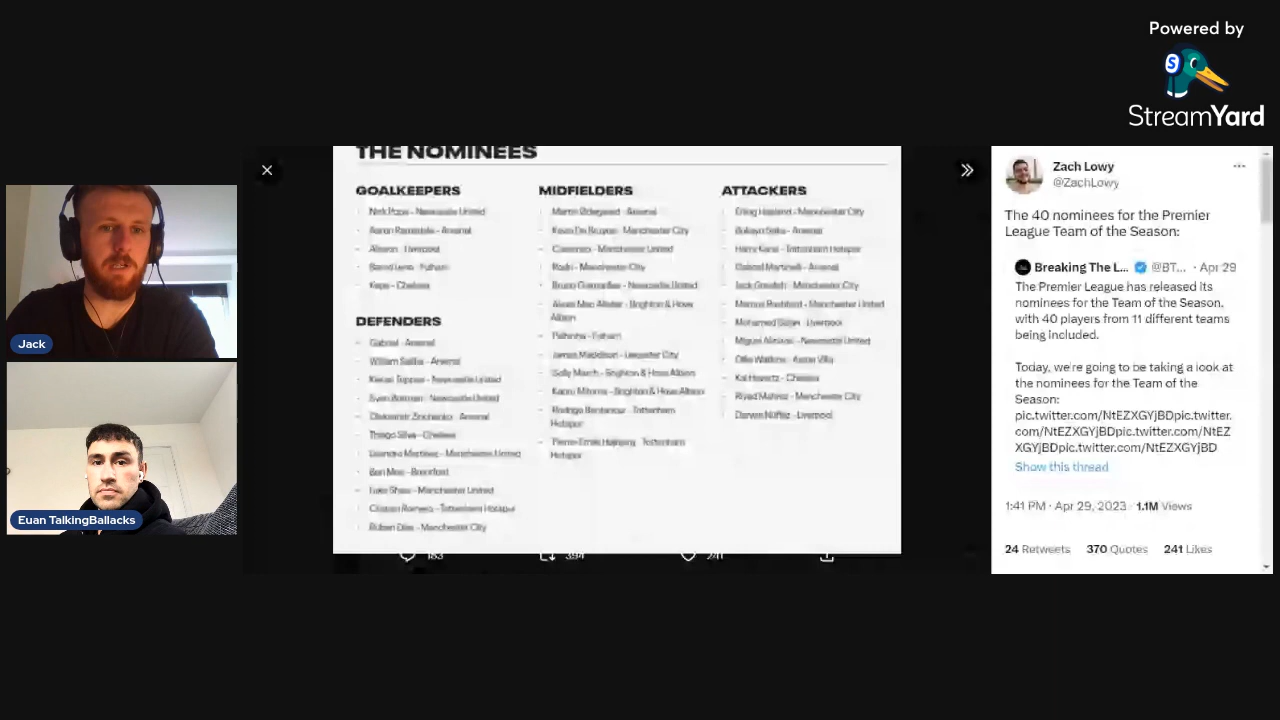 Powered by
S
StreamYard
Jack
Euan TalkingBallacks
THE NOMINEES
GOALKEEPERS
Nick Pope - Newcastle United
Aaron Ramsdale - Arsenal
Alisson - Liverpool
Bernd Leno - Fulham
Kepa - Chelsea
DEFENDERS
Gabriel - Arsenal
William Saliba - Arsenal
Kieran Trippier - Newcastle United
Sven Botman - Newcastle United
Oleksandr Zinchenko - Arsenal
Thiago Silva - Chelsea
Lisandro Martinez - Manchester United
Ben Mee - Brentford
Luke Shaw - Manchester United
Cristian Romero - Tottenham Hotspur
Rúben Dias - Manchester City
MIDFIELDERS
Martin Ødegaard - Arsenal
Kevin De Bruyne - Manchester City
Casemiro - Manchester United
Rodri - Manchester City
Bruno Guimarães - Newcastle United
Alexis Mac Allister - Brighton & Hove
Albion
Palhinha - Fulham
James Maddison - Leicester City
Solly March - Brighton & Hove Albion
Kaoru Mitoma - Brighton & Hove Albion
Rodrigo Bentancur - Tottenham
Hotspur
Pierre-Emile Højbjerg - Tottenham
Hotspur
ATTACKERS
Erling Haaland - Manchester City
Bukayo Saka - Arsenal
Harry Kane - Tottenham Hotspur
Gabriel Martinelli - Arsenal
Jack Grealish - Manchester City
Marcus Rashford - Manchester United
Mohamed Salah - Liverpool
Miguel Almirón - Newcastle United
Ollie Watkins - Aston Villa
Kai Havertz - Chelsea
Riyad Mahrez - Manchester City
Darwin Núñez - Liverpool
183
394
241
Zach Lowy
@ZachLowy
The 40 nominees for the Premier
League Team of the Season:
Breaking The L... @BT... · Apr 29
The Premier League has released its
nominees for the Team of the Season,
with 40 players from 11 different teams
being included.
Today, we're going to be taking a look at
the nominees for the Team of the
Season:
pic.twitter.com/NtEZXGYjBDpic.twitter.
com/NtEZXGYjBDpic.twitter.com/NtEZ
XGYjBDpic.twitter.com/NtEZXGYjBD
Show this thread
1:41 PM · Apr 29, 2023 · 1.1M Views
24 Retweets 370 Quotes 241 Likes